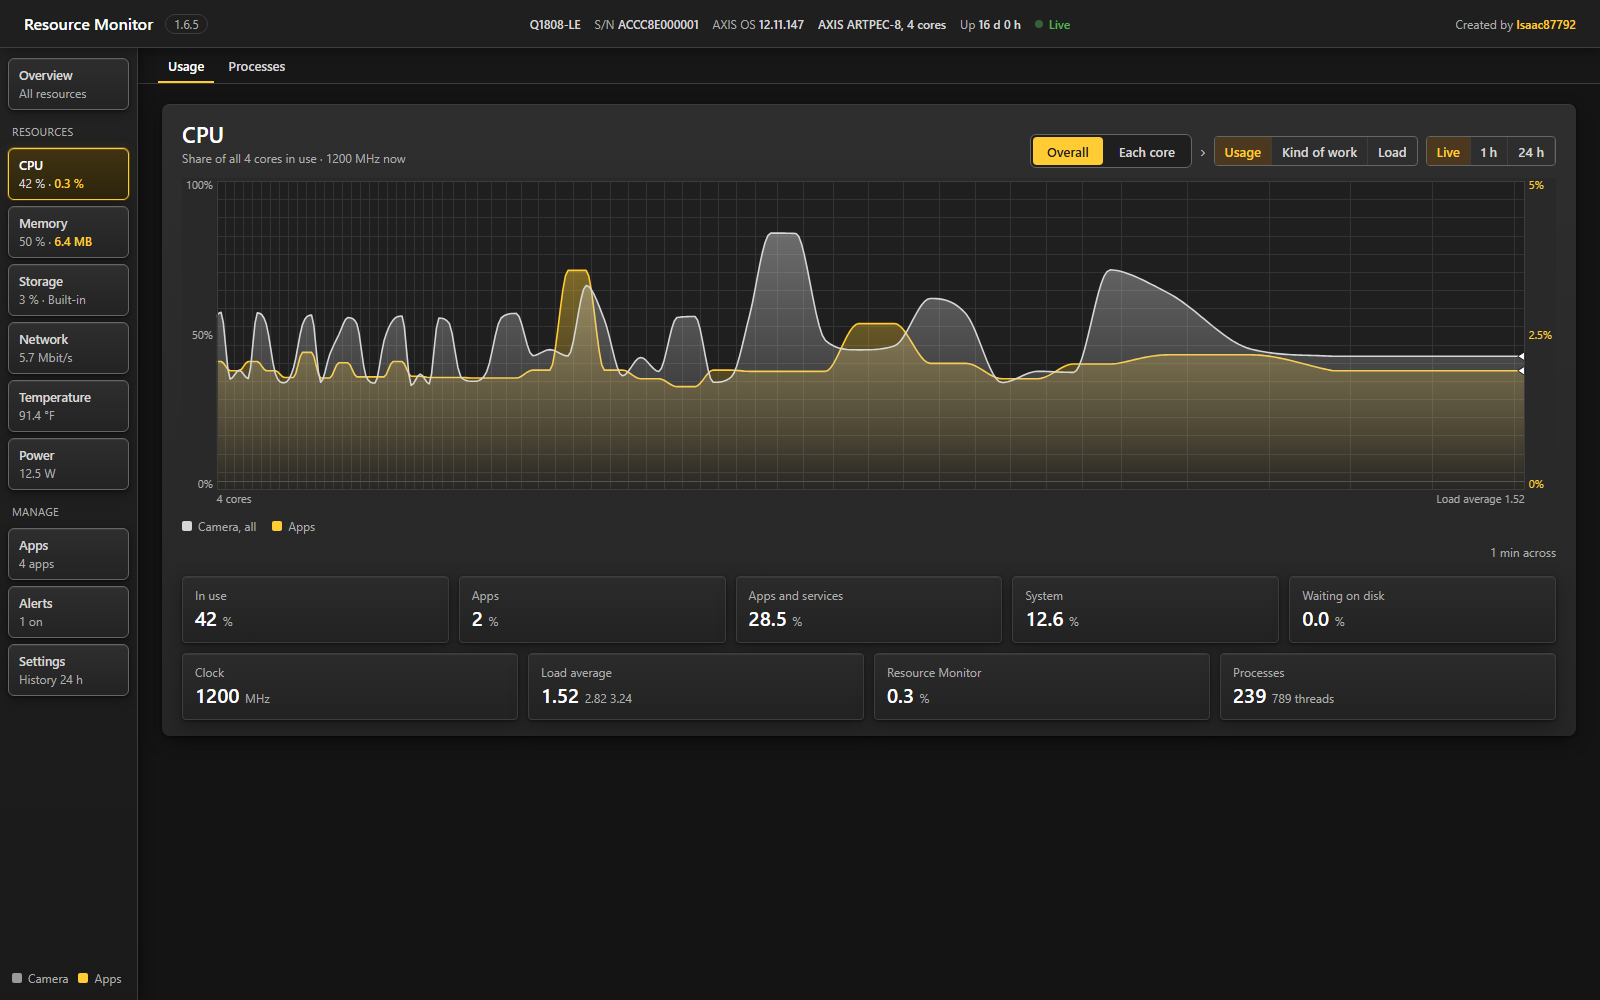 Resource Monitor 1.6.5
Q1808-LE S/N ACCC8E000001 AXIS OS 12.11.147 AXIS ARTPEC-8, 4 cores Up 16 d 0 h Live
Created by Isaac87792
Overview
All resources
RESOURCES
CPU
42 % · 0.3 %
Memory
50 % · 6.4 MB
Storage
3 % · Built-in
Network
5.7 Mbit/s
Temperature
91.4 °F
Power
12.5 W
MANAGE
Apps
4 apps
Alerts
1 on
Settings
History 24 h
Camera Apps
Usage Processes
CPU
Share of all 4 cores in use · 1200 MHz now
Overall Each core › Usage Kind of work Load Live 1 h 24 h
100% 5%
50% 2.5%
0% 0%
4 cores Load average 1.52
Camera, all Apps
1 min across
In use
42 %
Apps
2 %
Apps and services
28.5 %
System
12.6 %
Waiting on disk
0.0 %
Clock
1200 MHz
Load average
1.52 2.82 3.24
Resource Monitor
0.3 %
Processes
239 789 threads